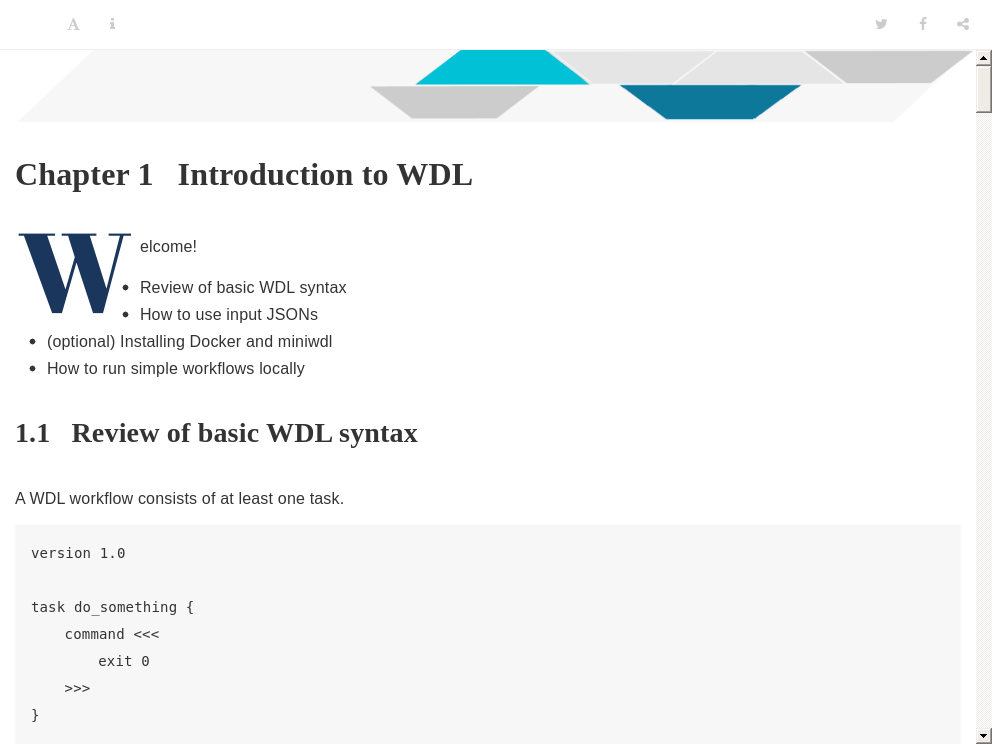 Chapter 1 Introduction to WDL
Welcome!
• Review of basic WDL syntax
• How to use input JSONs
• (optional) Installing Docker and miniwdl
• How to run simple workflows locally
1.1 Review of basic WDL syntax
A WDL workflow consists of at least one task.
version 1.0
task do_something {
    command <<<
        exit 0
    >>>
}